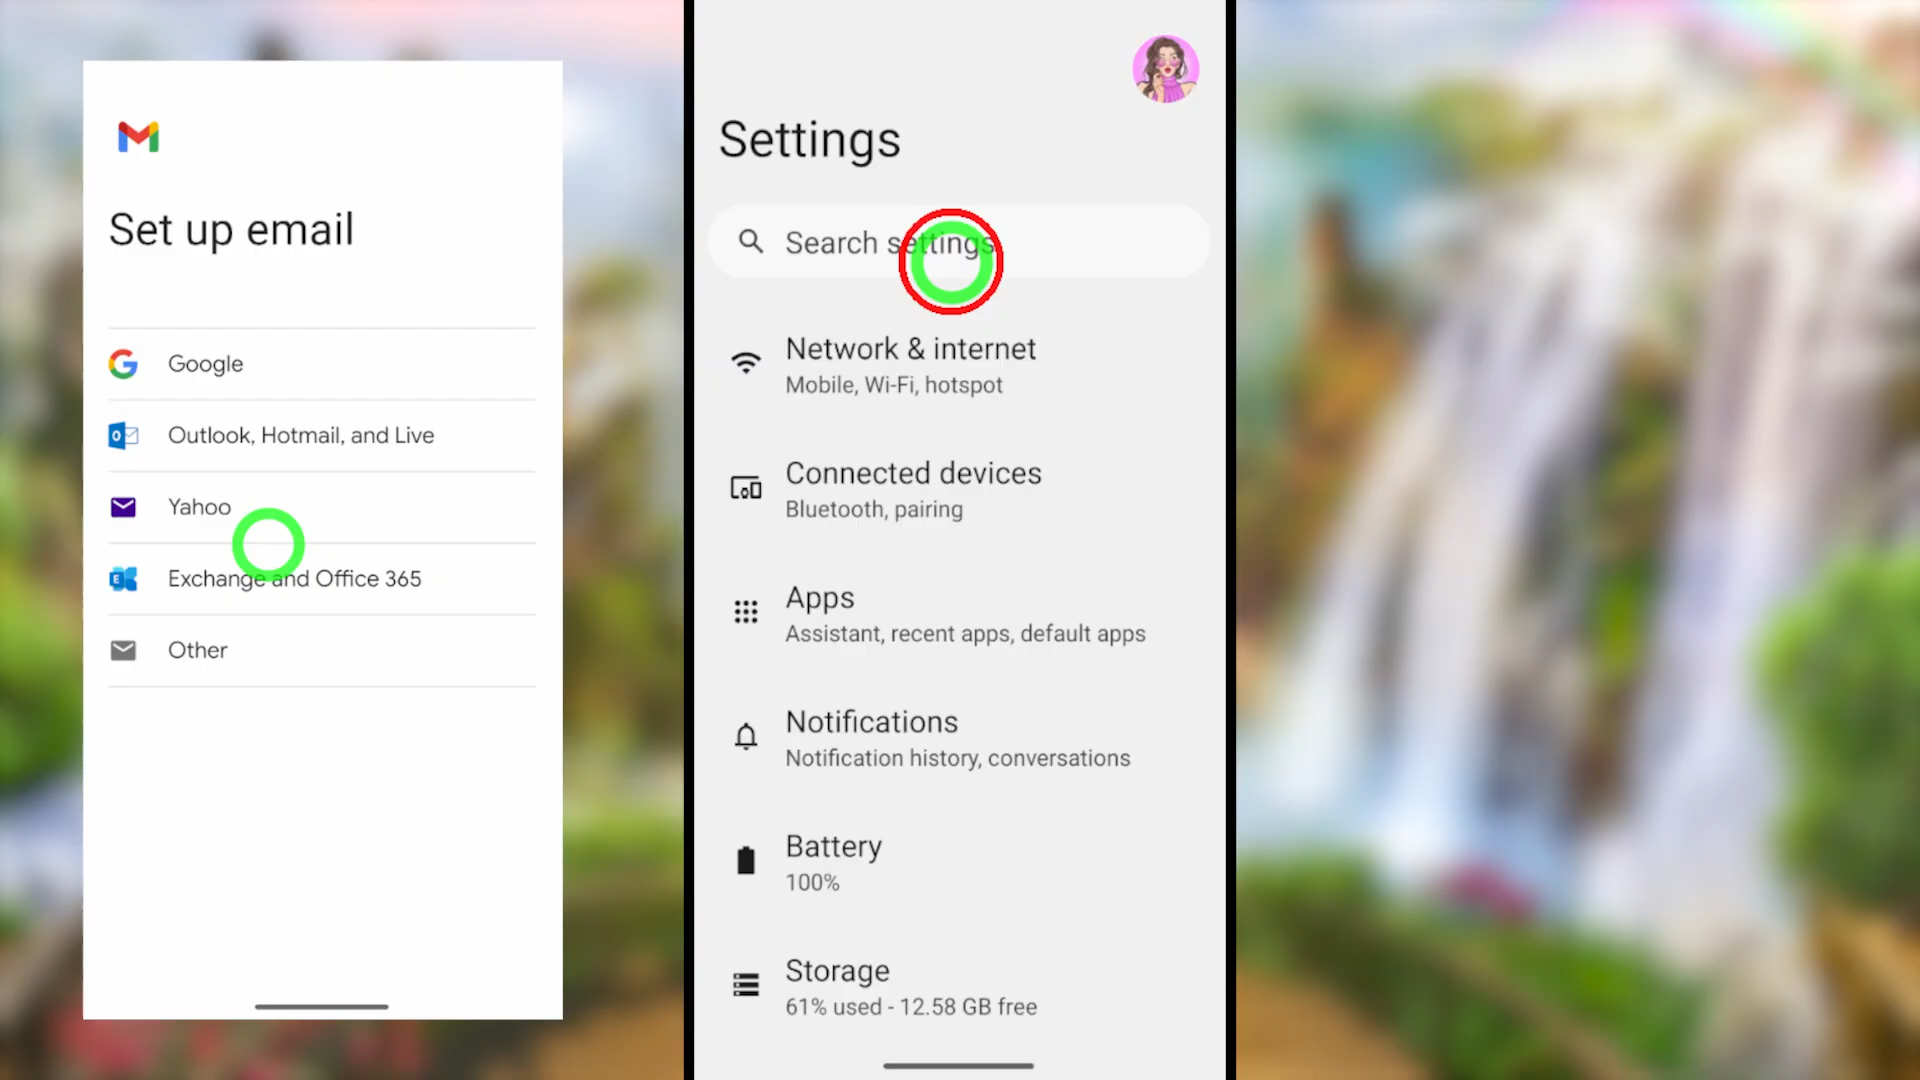 Set up email
Google
Outlook, Hotmail, and Live
Yahoo
Exchange and Office 365
Other
Settings
Search settings
Network & internet
Mobile, Wi-Fi, hotspot
Connected devices
Bluetooth, pairing
Apps
Assistant, recent apps, default apps
Notifications
Notification history, conversations
Battery
100%
Storage
61% used - 12.58 GB free